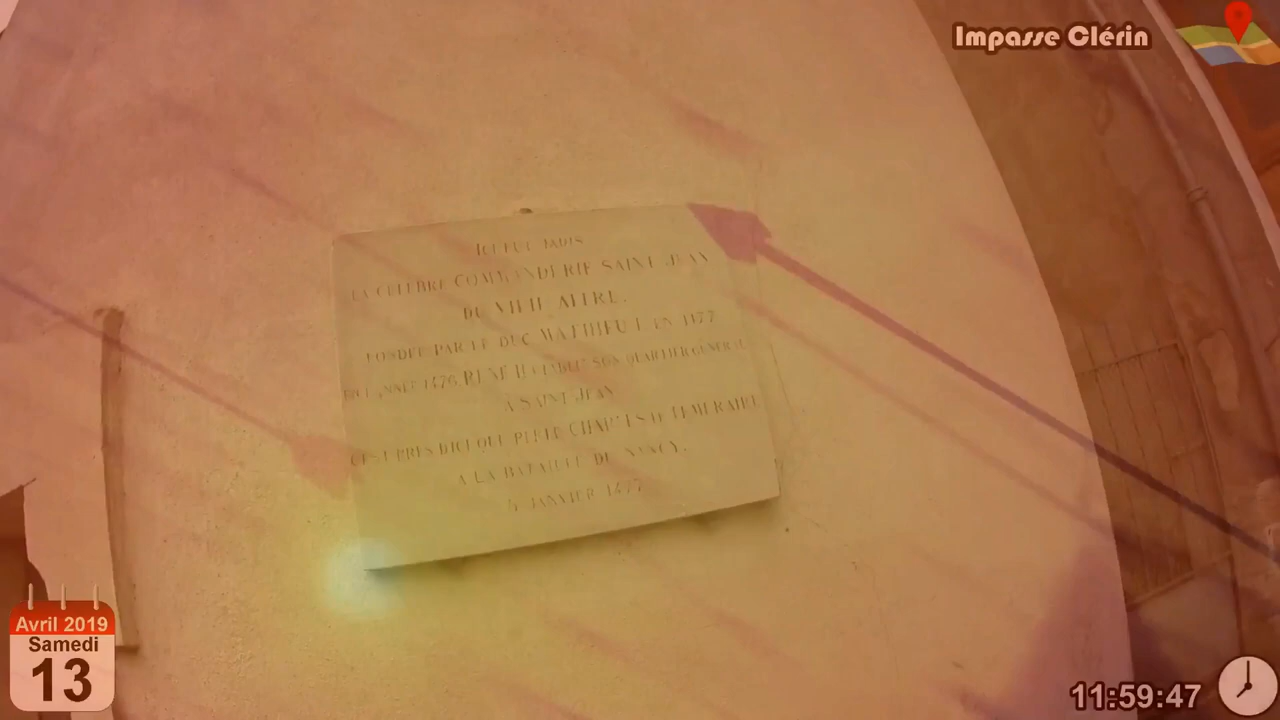 Impasse Clérin
ICI FUT JADIS
LA CÉLÈBRE COMMANDERIE SAINT JEAN
DU VIEIL AITRE.
FONDÉE PAR LE DUC MATHIEU I EN 1177
EN L'ANNÉE 1476, RENÉ II ÉTABLIT SON QUARTIER GÉNÉRAL
À SAINT JEAN
C'EST PRÈS D'ICI QUE PÉRIT CHARLES LE TÉMÉRAIRE
A LA BATAILLE DE NANCY.
5 JANVIER 1477
Avril 2019
Samedi
13
11:59:47